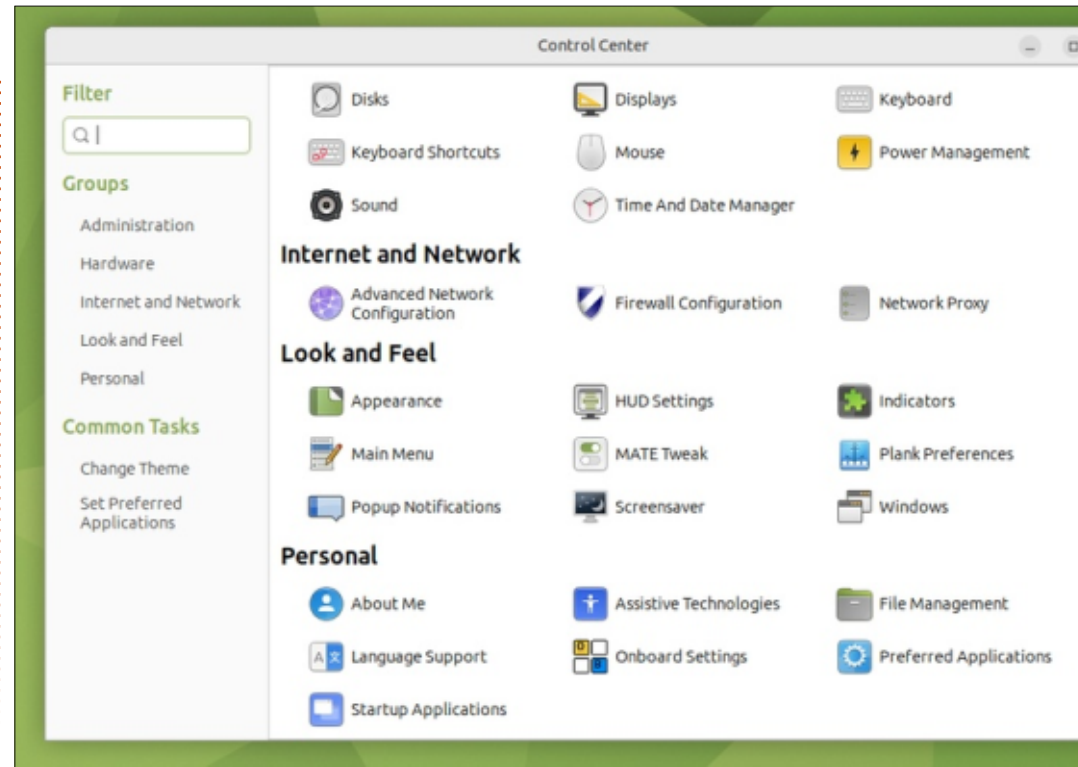 Control Center
Filter
Groups
Administration
Hardware
Internet and Network
Look and Feel
Personal
Common Tasks
Change Theme
Set Preferred
Applications
Disks
Displays
Keyboard
Keyboard Shortcuts
Mouse
Power Management
Sound
Time And Date Manager
Internet and Network
Advanced Network
Configuration
Firewall Configuration
Network Proxy
Look and Feel
Appearance
HUD Settings
Indicators
Main Menu
MATE Tweak
Plank Preferences
Popup Notifications
Screensaver
Windows
Personal
About Me
Assistive Technologies
File Management
Language Support
Onboard Settings
Preferred Applications
Startup Applications